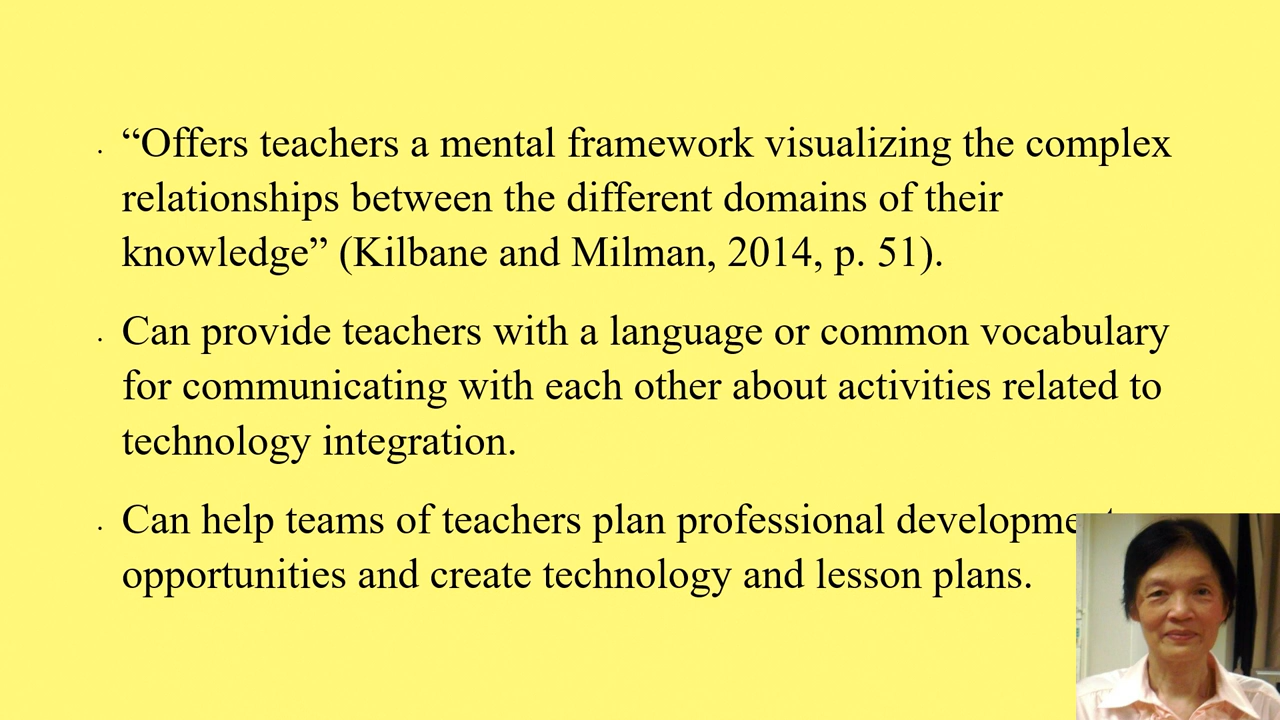 “Offers teachers a mental framework visualizing the complex
relationships between the different domains of their
knowledge” (Kilbane and Milman, 2014, p. 51).
Can provide teachers with a language or common vocabulary
for communicating with each other about activities related to
technology integration.
Can help teams of teachers plan professional
opportunities and create technology and lesson plans.